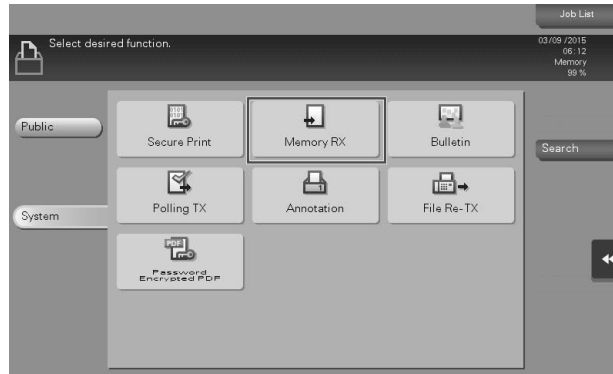 Job List
Select desired function.
03/09 /2015
06:12
Memory
99 %
Public
Secure Print
Memory RX
Bulletin
Search
System
Polling TX
Annotation
File Re-TX
PDF
Password
Encrypted PDF